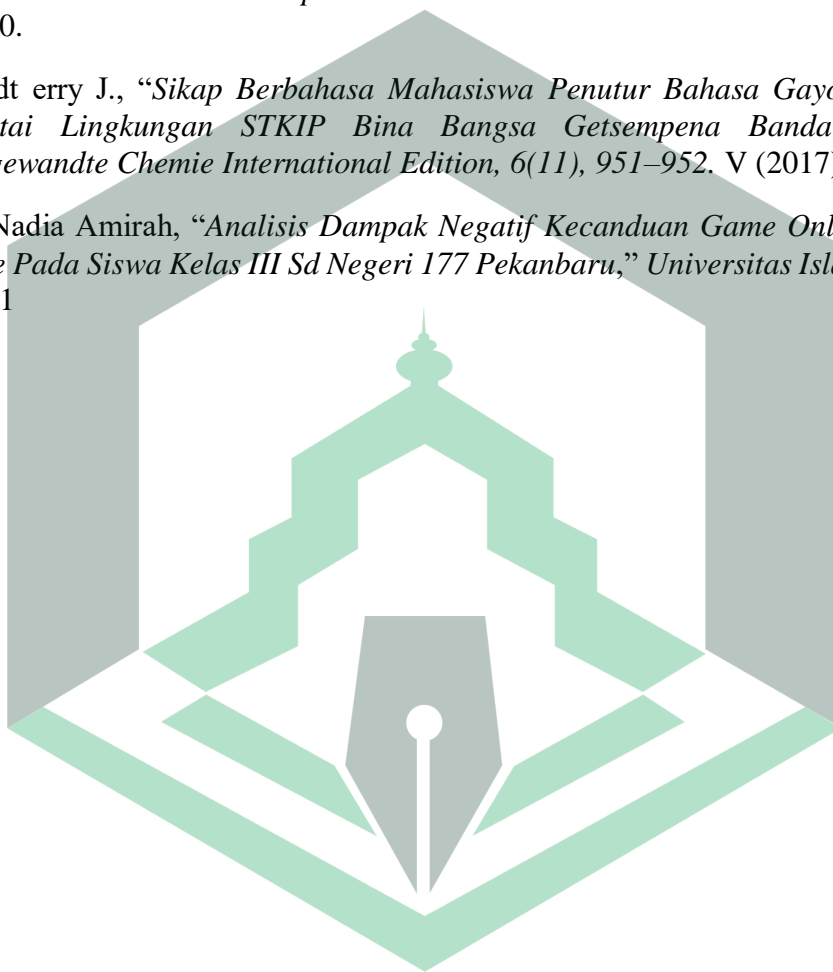 0.
dt erry J., “Sikap Berbahasa Mahasiswa Penutur Bahasa Gayo
tai Lingkungan STKIP Bina Bangsa Getsempena Banda
gewandte Chemie International Edition, 6(11), 951–952. V (2017)
Nadia Amirah, “Analisis Dampak Negatif Kecanduan Game Onl
e Pada Siswa Kelas III Sd Negeri 177 Pekanbaru,” Universitas Isla
1